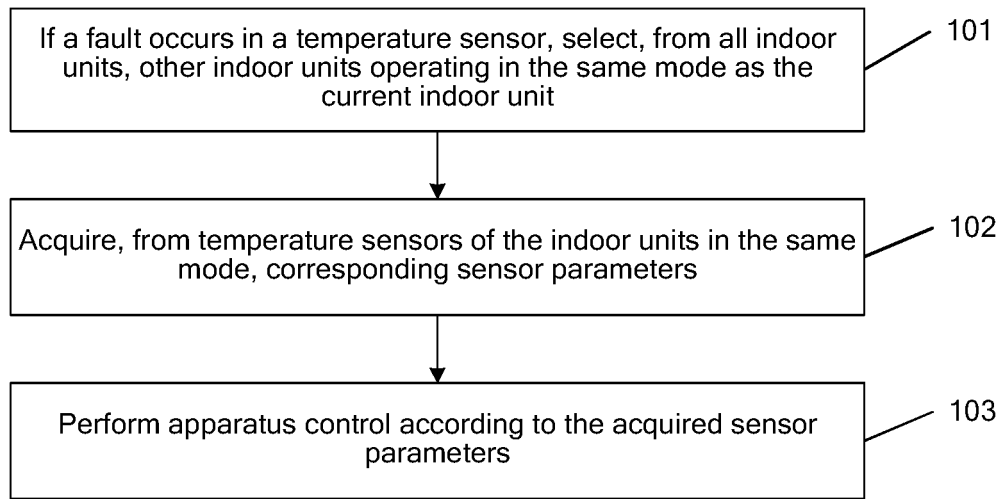 If a fault occurs in a temperature sensor, select, from all indoor
units, other indoor units operating in the same mode as the
current indoor unit
101
Acquire, from temperature sensors of the indoor units in the same
mode, corresponding sensor parameters
102
Perform apparatus control according to the acquired sensor
parameters
103